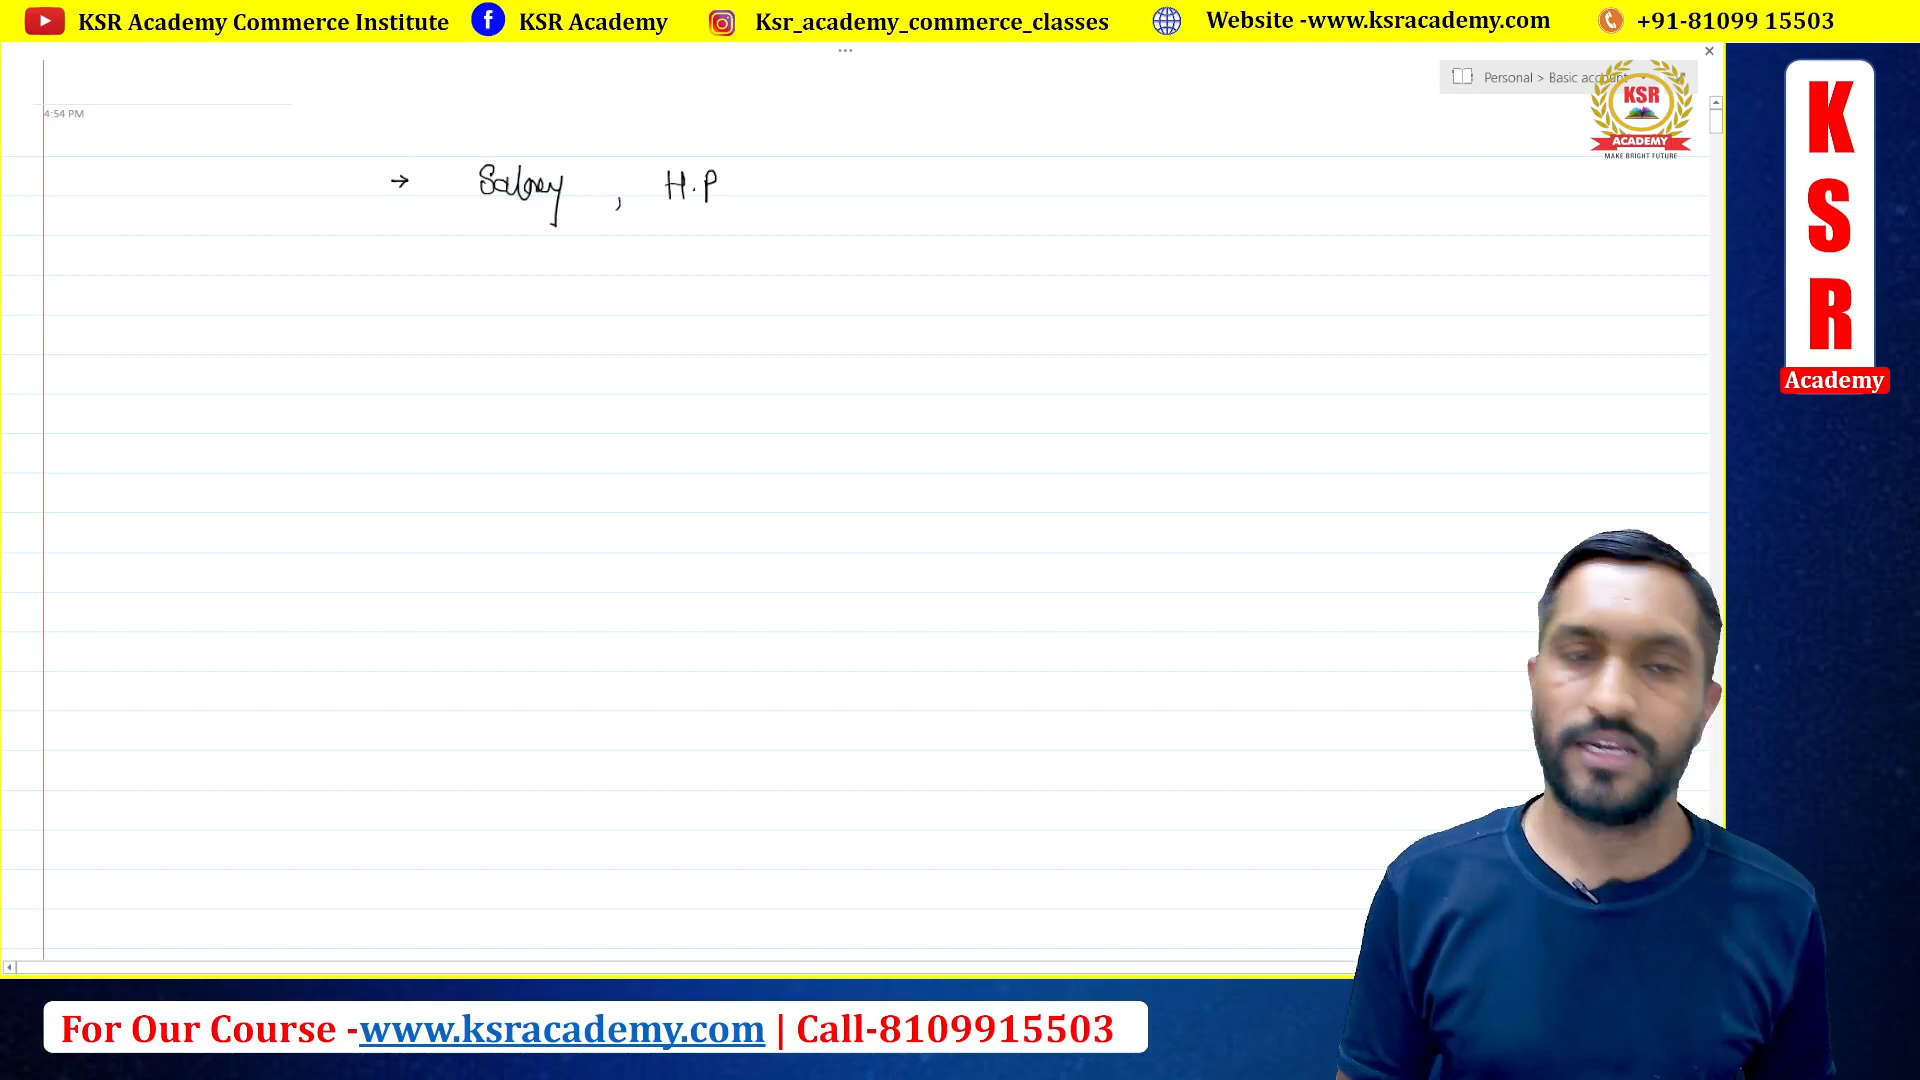 KSR Academy Commerce Institute KSR Academy Ksr_academy_commerce_classes Website -www.ksracademy.com +91-81099 15503
Personal > Basic account
4:54 PM
KSR
ACADEMY
MAKE BRIGHT FUTURE
→ Salary , H.P
K
S
R
Academy
For Our Course -www.ksracademy.com | Call-8109915503